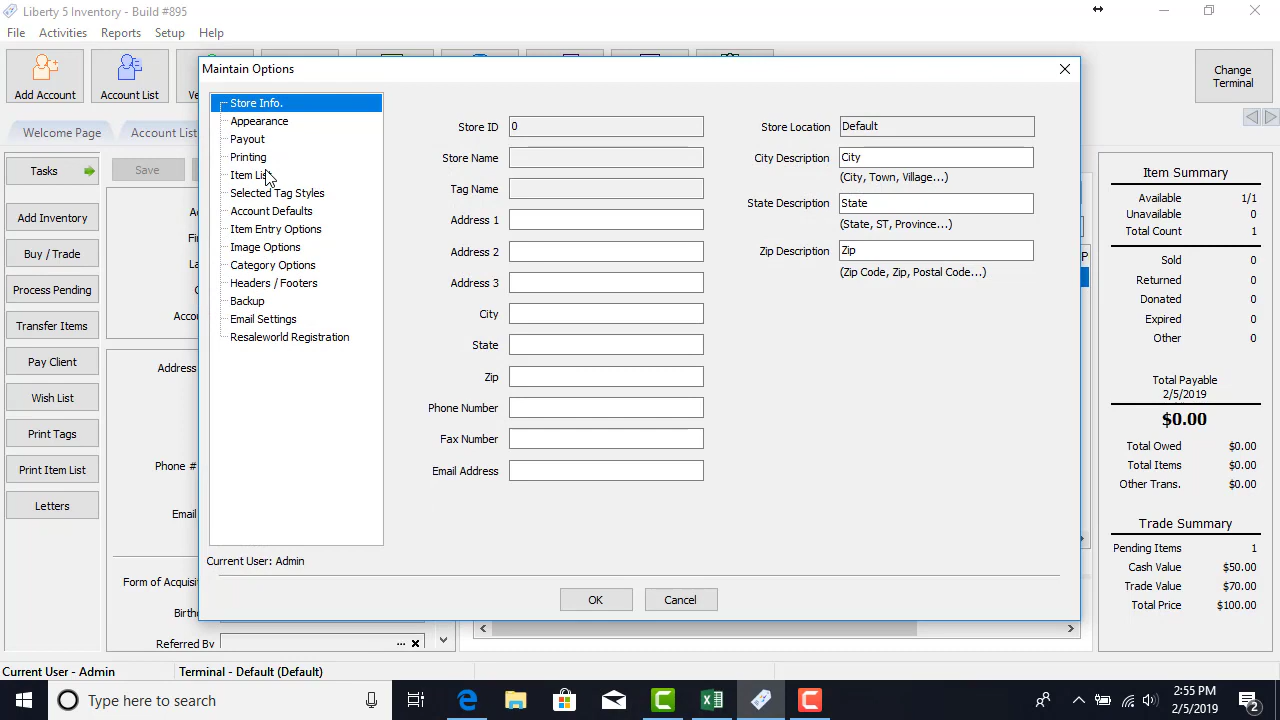 Liberty 5 Inventory - Build #895
File Activities Reports Setup Help
Add Account
Account List
Change
Terminal
Welcome Page
Account List
Tasks
Save
Add Inventory
Buy / Trade
Process Pending
Transfer Items
Pay Client
Wish List
Print Tags
Print Item List
Letters
Address
Phone #
Email
Form of Acquisit
Birth
Referred By
Maintain Options
Store Info.
Appearance
Payout
Printing
Item Lis
Selected Tag Styles
Account Defaults
Item Entry Options
Image Options
Category Options
Headers / Footers
Backup
Email Settings
Resaleworld Registration
Store ID 0
Store Name
Tag Name
Address 1
Address 2
Address 3
City
State
Zip
Phone Number
Fax Number
Email Address
Store Location Default
City Description City
(City, Town, Village...)
State Description State
(State, ST, Province...)
Zip Description Zip
(Zip Code, Zip, Postal Code...)
Current User: Admin
OK
Cancel
Item Summary
Available 1/1
Unavailable 0
Total Count 1
Sold 0
Returned 0
Donated 0
Expired 0
Other 0
Total Payable
2/5/2019
$0.00
Total Owed $0.00
Total Items $0.00
Other Trans. $0.00
Trade Summary
Pending Items 1
Cash Value $50.00
Trade Value $70.00
Total Price $100.00
Current User - Admin
Terminal - Default (Default)
Type here to search
2:55 PM
2/5/2019
2